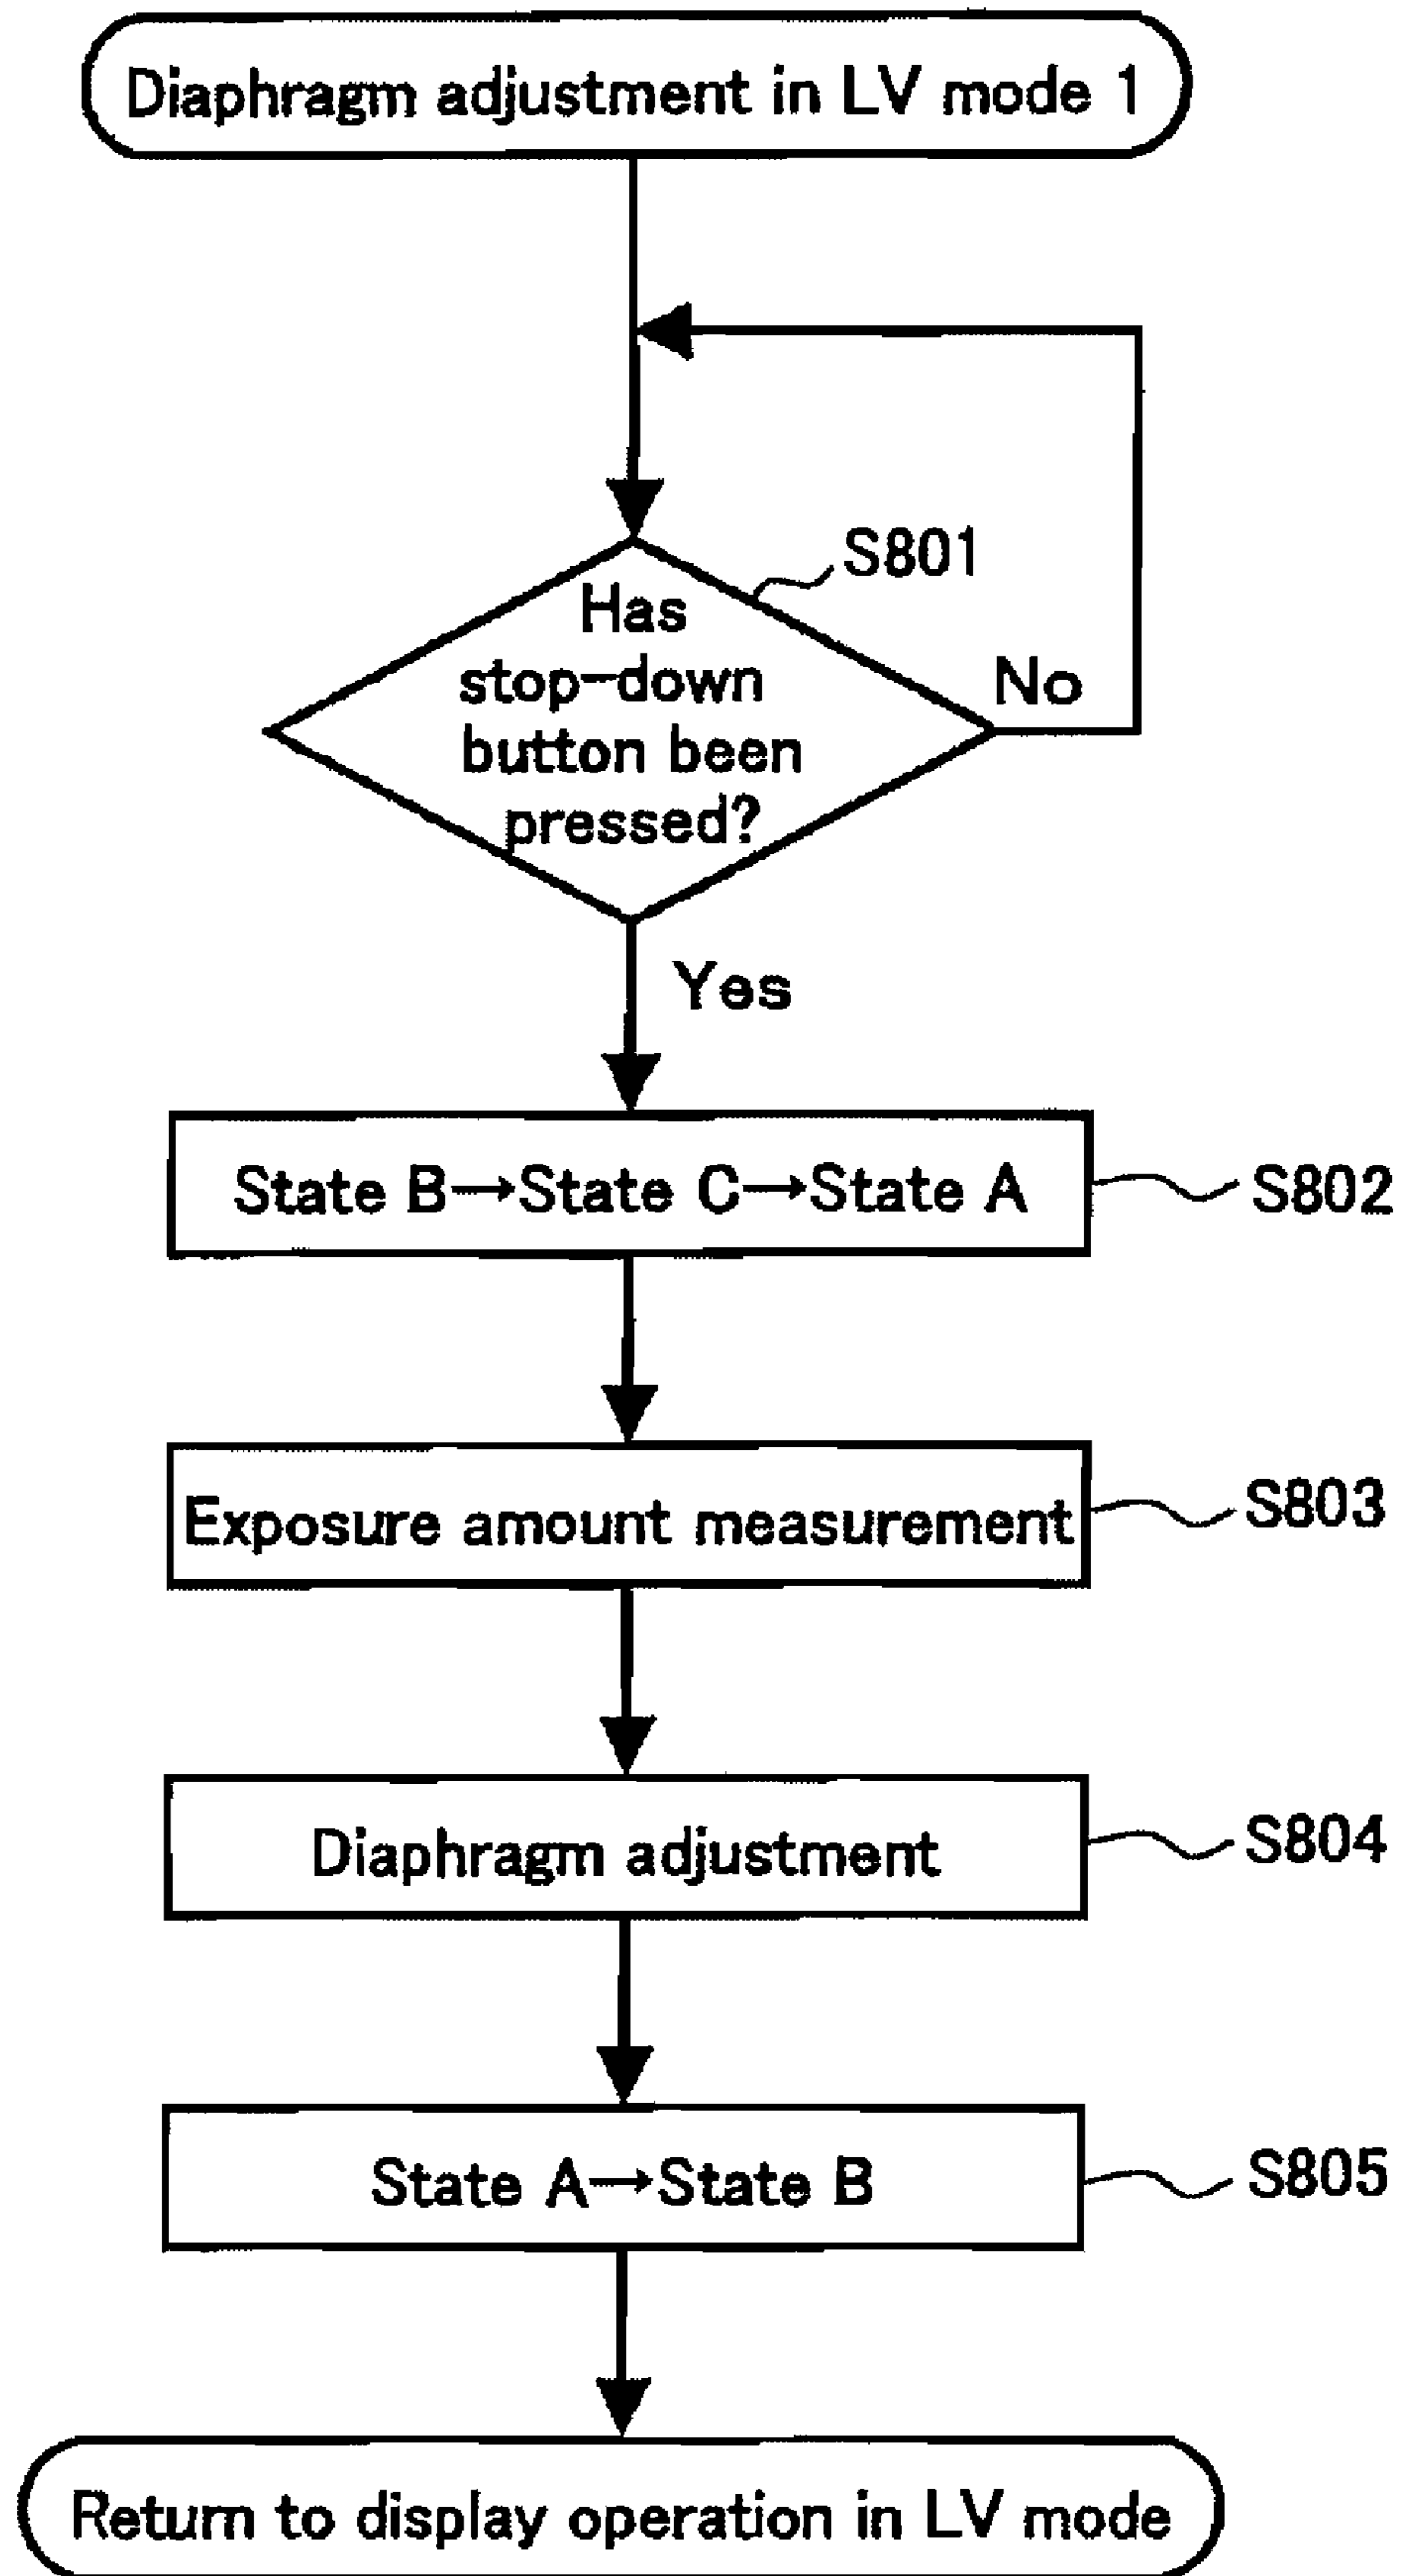 Diaphragm adjustment in LV mode 1
S801
Has
stop-down
button been
pressed?
No
Yes
State B→State C→State A
S802
Exposure amount measurement
S803
Diaphragm adjustment
S804
State A→State B
S805
Return to display operation in LV mode